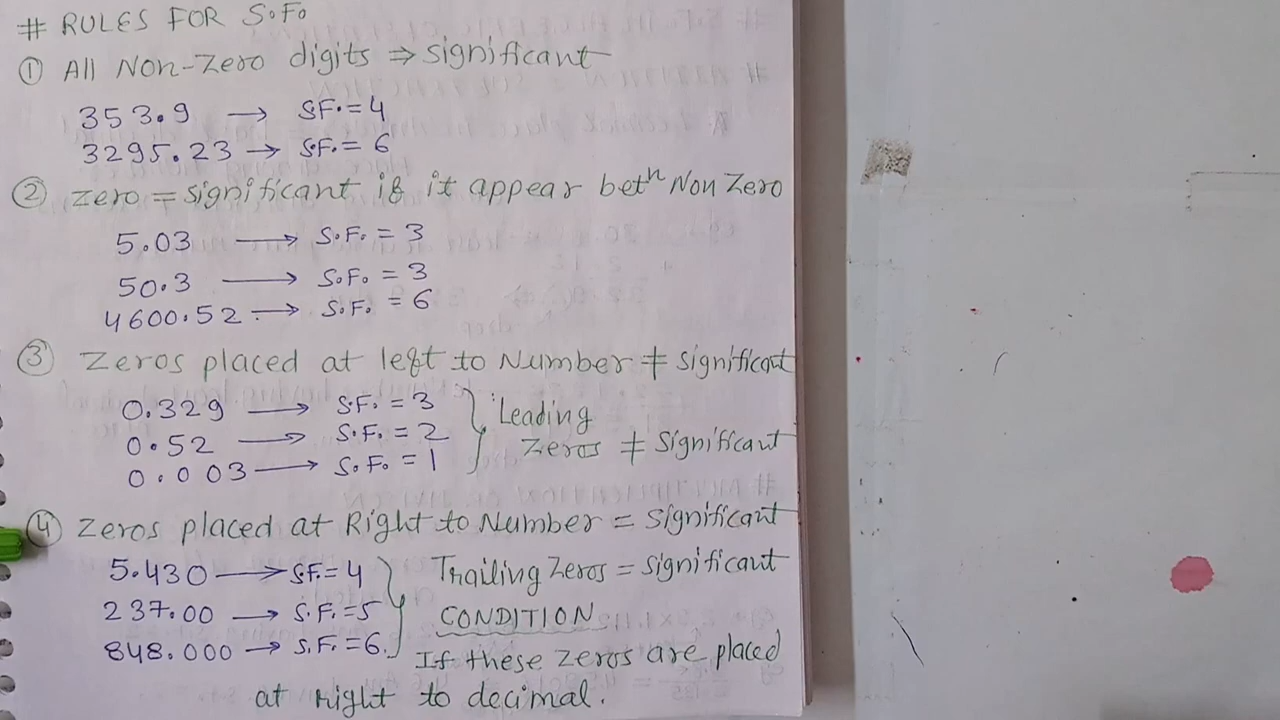 # RULES FOR S.F.
① All Non-Zero digits ⇒ significant
353.9 → S.F. = 4
3295.23 → S.F. = 6
② Zero = significant if it appear betⁿ Non Zero
5.03 → S.F. = 3
50.3 → S.F. = 3
4600.52 → S.F. = 6
③ Zeros placed at left to Number ≠ significant
0.329 → S.F. = 3
0.52 → S.F. = 2
0.003 → S.F. = 1
Leading
Zeros ≠ significant
④ Zeros placed at Right to Number = significant
5.430 → S.F. = 4
237.00 → S.F. = 5
848.000 → S.F. = 6.
Trailing Zeros = significant
CONDITION
If these zeros are placed
at right to decimal.